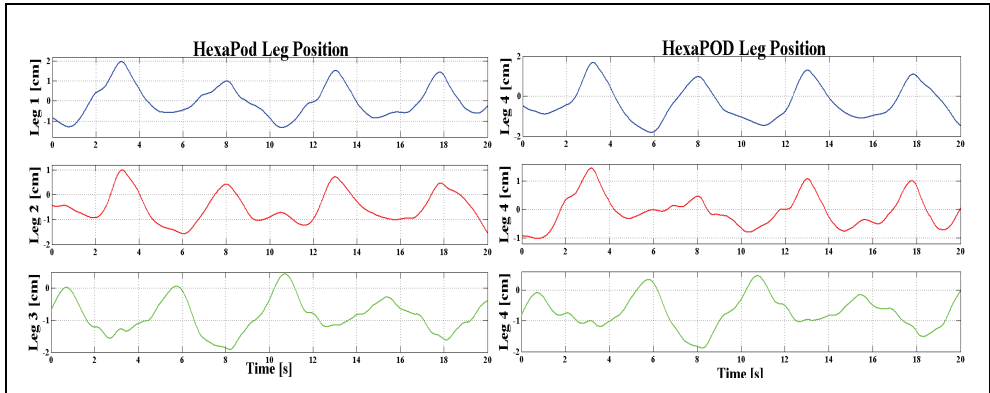 HexaPod Leg Position
Leg 1 [cm]
2
1
0
-1
0 2 4 6 8 10 12 14 16 18 20
Leg 2 [cm]
1
0
-1
-2
0 2 4 6 8 10 12 14 16 18 20
Leg 3 [cm]
0
-1
-2
0 2 4 6 8 10 12 14 16 18 20
Time [s]
HexaPOD Leg Position
Leg 4 [cm]
2
0
-2
0 2 4 6 8 10 12 14 16 18 20
Leg 4 [cm]
1
0
-1
0 2 4 6 8 10 12 14 16 18 20
Leg 4 [cm]
0
-1
-2
0 2 4 6 8 10 12 14 16 18 20
Time [s]